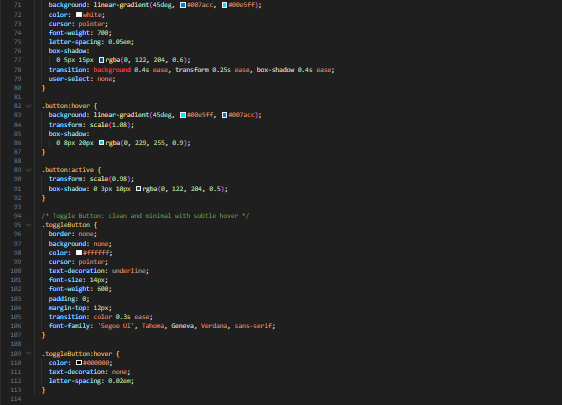 71 background: linear-gradient(45deg, #007acc, #00e5ff);
72 color: white;
73 cursor: pointer;
74 font-weight: 700;
75 letter-spacing: 0.05em;
76 box-shadow:
77 0 5px 15px rgba(0, 122, 204, 0.6);
78 transition: background 0.4s ease, transform 0.25s ease, box-shadow 0.4s ease;
79 user-select: none;
80 }
81
82 .button:hover {
83 background: linear-gradient(45deg, #00e5ff, #007acc);
84 transform: scale(1.08);
85 box-shadow:
86 0 8px 20px rgba(0, 229, 255, 0.9);
87 }
88
89 .button:active {
90 transform: scale(0.98);
91 box-shadow: 0 3px 10px rgba(0, 122, 204, 0.5);
92 }
93
94 /* Toggle Button: clean and minimal with subtle hover */
95 .toggleButton {
96 border: none;
97 background: none;
98 color: #ffffff;
99 cursor: pointer;
100 text-decoration: underline;
101 font-size: 14px;
102 font-weight: 600;
103 padding: 0;
104 margin-top: 12px;
105 transition: color 0.3s ease;
106 font-family: 'Segoe UI', Tahoma, Geneva, Verdana, sans-serif;
107 }
108
109 .toggleButton:hover {
110 color: #000000;
111 text-decoration: none;
112 letter-spacing: 0.02em;
113 }
114